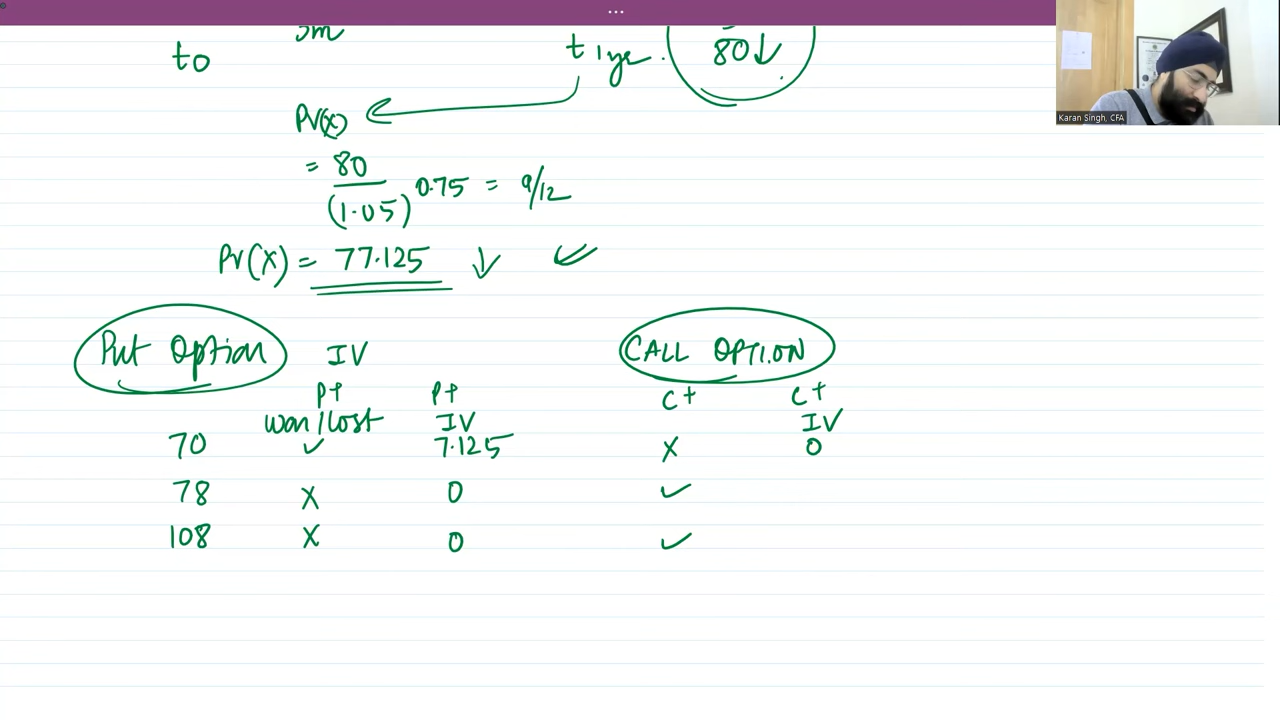 ...
3m
to
t 1yr.
80↓
Karan Singh, CFA
PV(X)
= 80
(1.05) 0.75 = 9/12
PV(X) = 77.125 ↓ ✓
Put Option IV
CALL OPTION
P+ P+ C+ C+
won/lost IV IV
70 ✓ 7.125 X 0
78 X 0 ✓
108 X 0 ✓